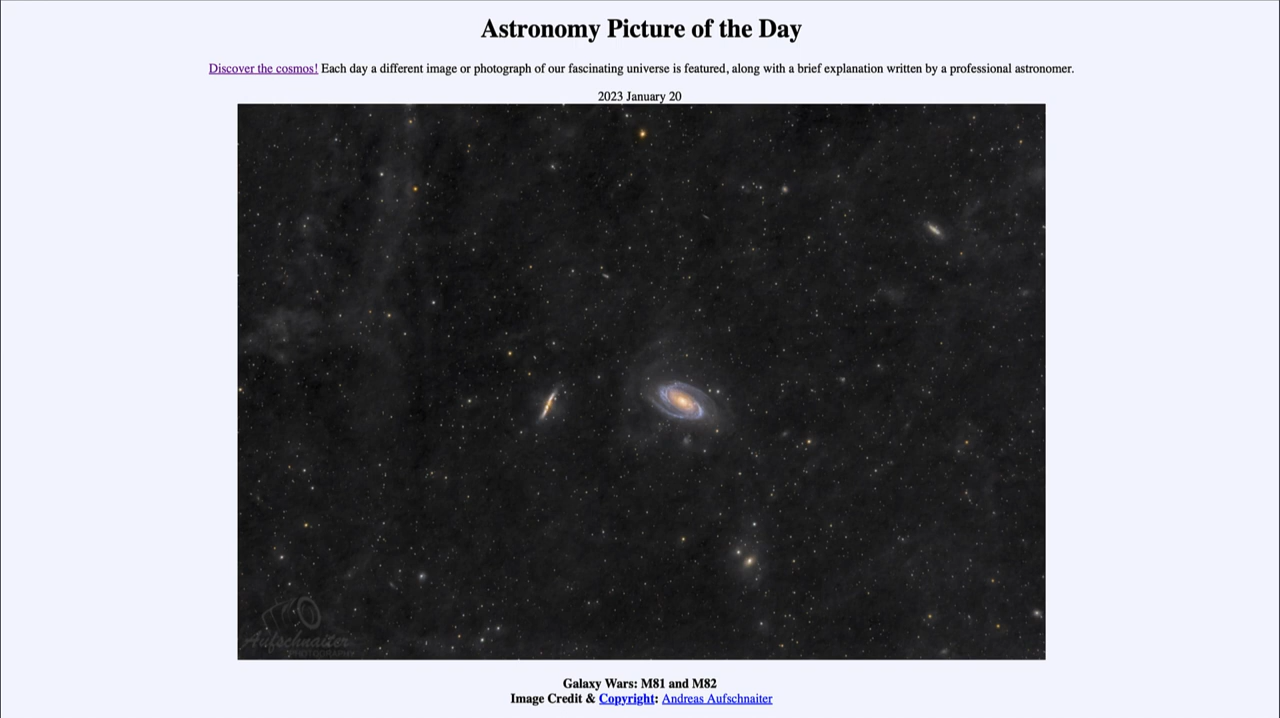 Astronomy Picture of the Day
Discover the cosmos! Each day a different image or photograph of our fascinating universe is featured, along with a brief explanation written by a professional astronomer.
2023 January 20
Aufschnaiter
PHOTOGRAPHY
Galaxy Wars: M81 and M82
Image Credit & Copyright: Andreas Aufschnaiter